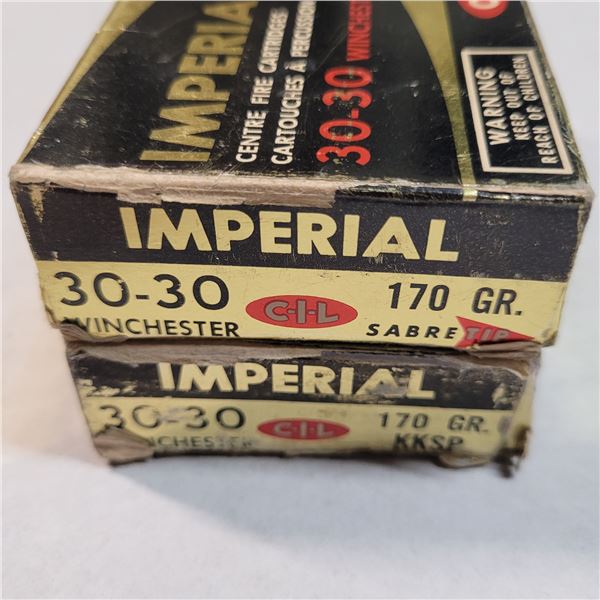 IMPERIAL
CENTRE FIRE CARTRIDGES
CARTOUCHES À PERCUSSION
30-30 WINCHESTER
WARNING
KEEP OUT OF
REACH OF CHILDREN
IMPERIAL
30-30 C-I-L 170 GR.
WINCHESTER SABRE TIP
IMPERIAL
30-30 C-I-L 170 GR.
WINCHESTER KKSP